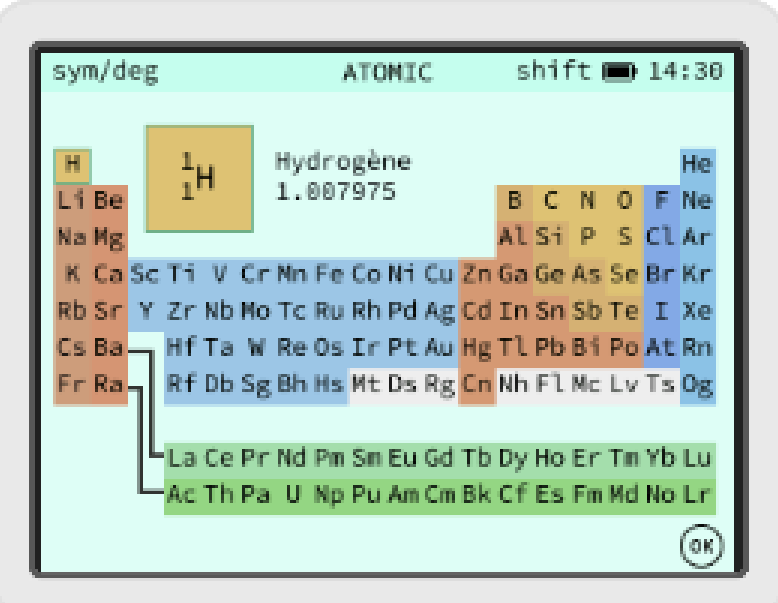 sym/deg ATOMIC shift 14:30
1
1 H
Hydrogène
1.007975
H He
Li Be B C N O F Ne
Na Mg Al Si P S Cl Ar
K Ca Sc Ti V Cr Mn Fe Co Ni Cu Zn Ga Ge As Se Br Kr
Rb Sr Y Zr Nb Mo Tc Ru Rh Pd Ag Cd In Sn Sb Te I Xe
Cs Ba Hf Ta W Re Os Ir Pt Au Hg Tl Pb Bi Po At Rn
Fr Ra Rf Db Sg Bh Hs Mt Ds Rg Cn Nh Fl Mc Lv Ts Og
La Ce Pr Nd Pm Sm Eu Gd Tb Dy Ho Er Tm Yb Lu
Ac Th Pa U Np Pu Am Cm Bk Cf Es Fm Md No Lr
OK